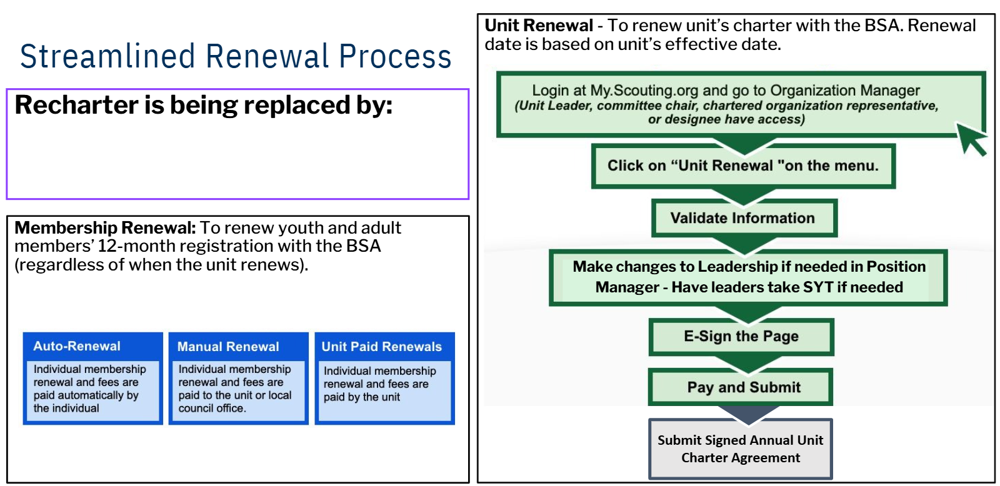 Streamlined Renewal Process
Recharter is being replaced by:
Membership Renewal: To renew youth and adult
members’ 12-month registration with the BSA
(regardless of when the unit renews).
Auto-Renewal
Individual membership
renewal and fees are
paid automatically by
the individual
Manual Renewal
Individual membership
renewal and fees are
paid to the unit or local
council office.
Unit Paid Renewals
Individual membership
renewal and fees are
paid by the unit
Unit Renewal - To renew unit’s charter with the BSA. Renewal
date is based on unit’s effective date.
Login at My.Scouting.org and go to Organization Manager
(Unit Leader, committee chair, chartered organization representative,
or designee have access)
Click on “Unit Renewal "on the menu.
Validate Information
Make changes to Leadership if needed in Position
Manager - Have leaders take SYT if needed
E-Sign the Page
Pay and Submit
Submit Signed Annual Unit
Charter Agreement